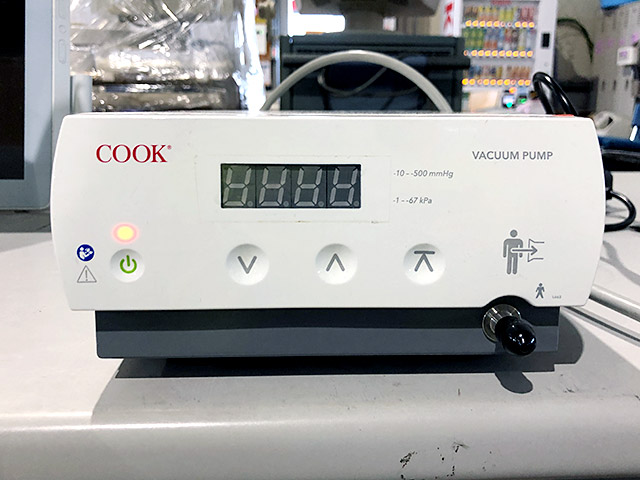 COOK®
VACUUM PUMP
-10 – -500 mmHg
-1 – -67 kPa